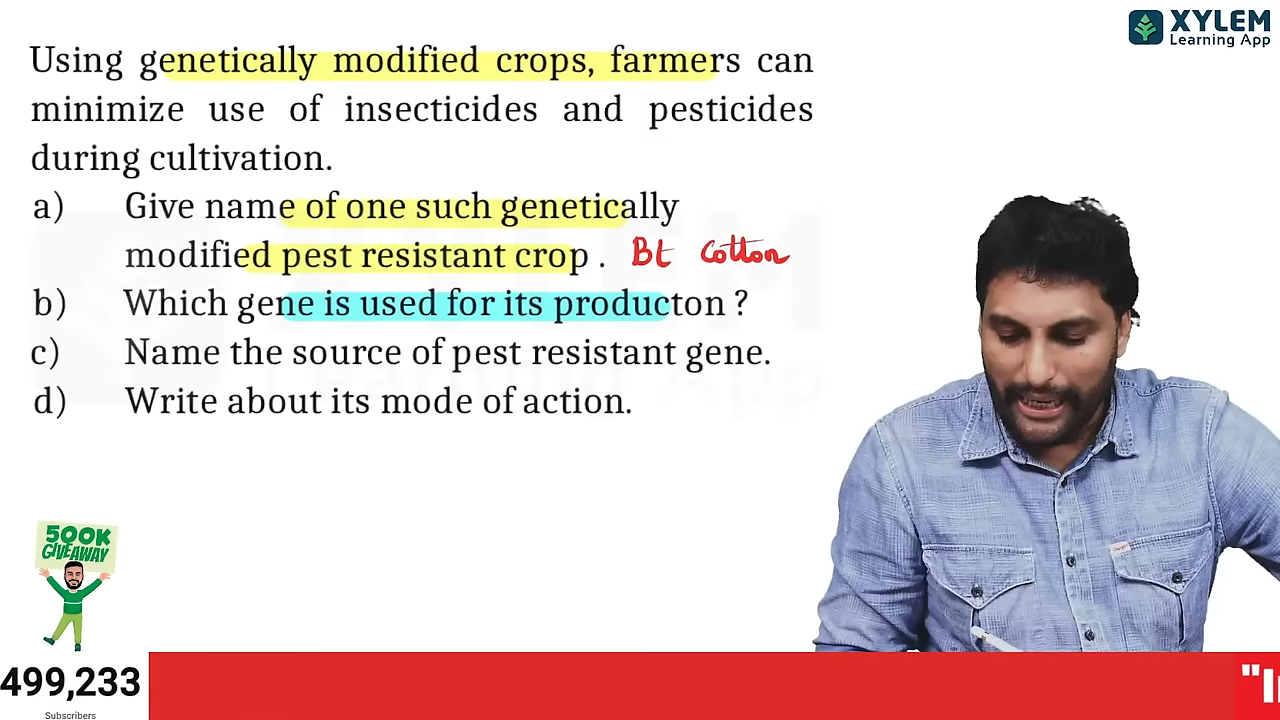 XYLEM
Learning App
Using genetically modified crops, farmers can
minimize use of insecticides and pesticides
during cultivation.
a) Give name of one such genetically
modified pest resistant crop . Bt Cotton
b) Which gene is used for its producton ?
c) Name the source of pest resistant gene.
d) Write about its mode of action.
500K
GIVEAWAY
499,233
Subscribers